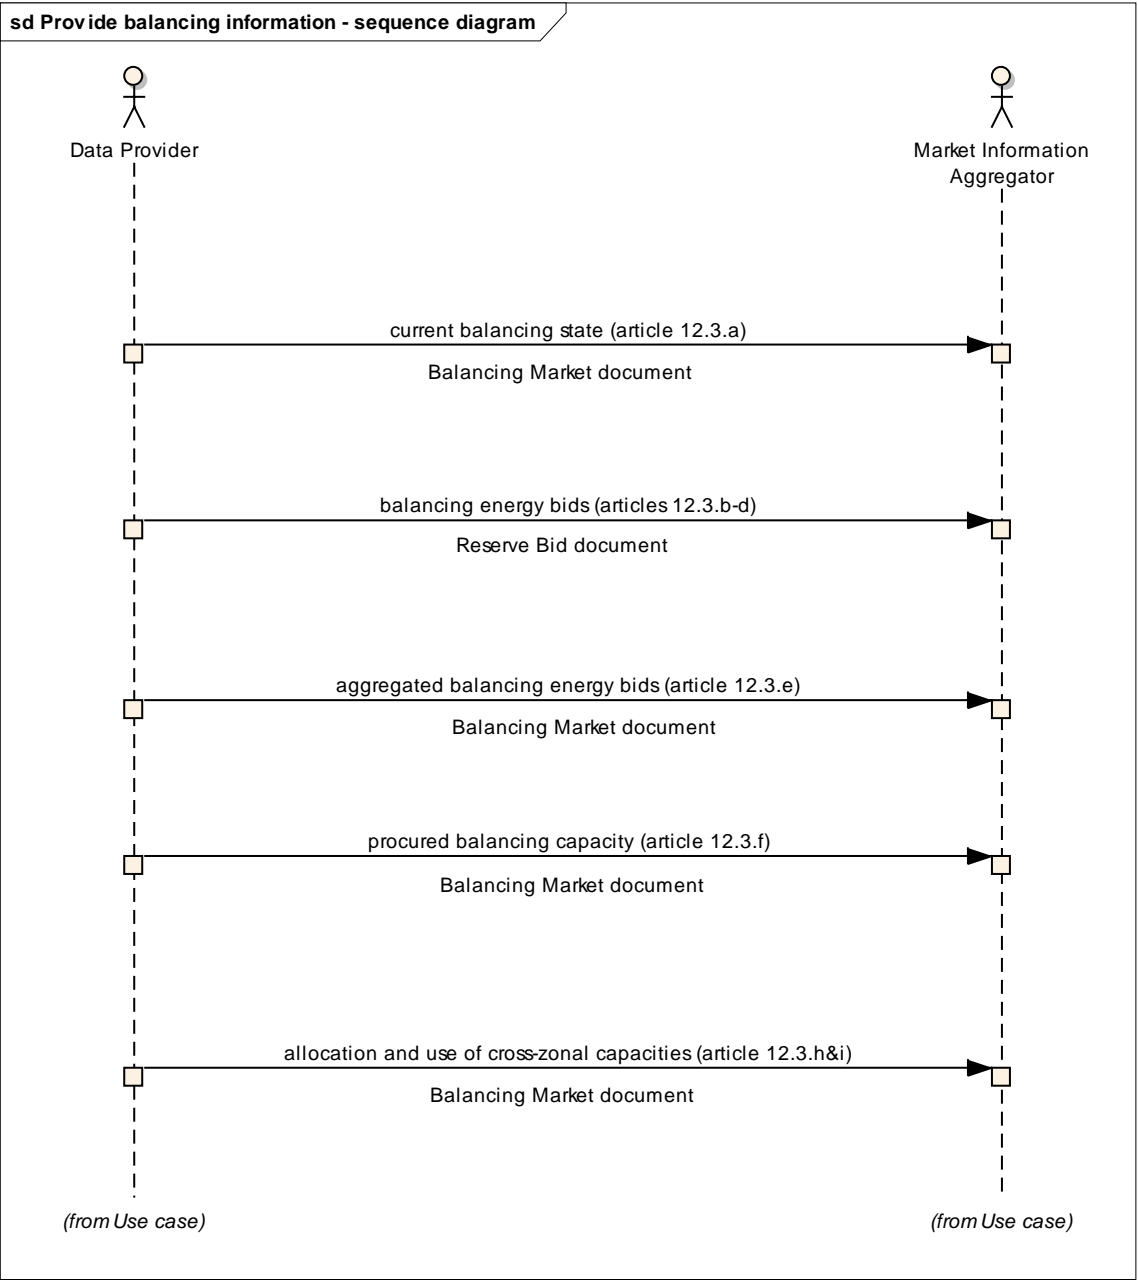 sd Provide balancing information - sequence diagram
Data Provider
Market Information
Aggregator
current balancing state (article 12.3.a)
Balancing Market document
balancing energy bids (articles 12.3.b-d)
Reserve Bid document
aggregated balancing energy bids (article 12.3.e)
Balancing Market document
procured balancing capacity (article 12.3.f)
Balancing Market document
allocation and use of cross-zonal capacities (article 12.3.h&i)
Balancing Market document
(from Use case)
(from Use case)